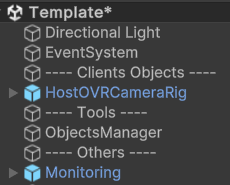 Template*
Directional Light
EventSystem
---- Clients Objects ----
HostOVRCameraRig
---- Tools ----
ObjectsManager
---- Others ----
Monitoring